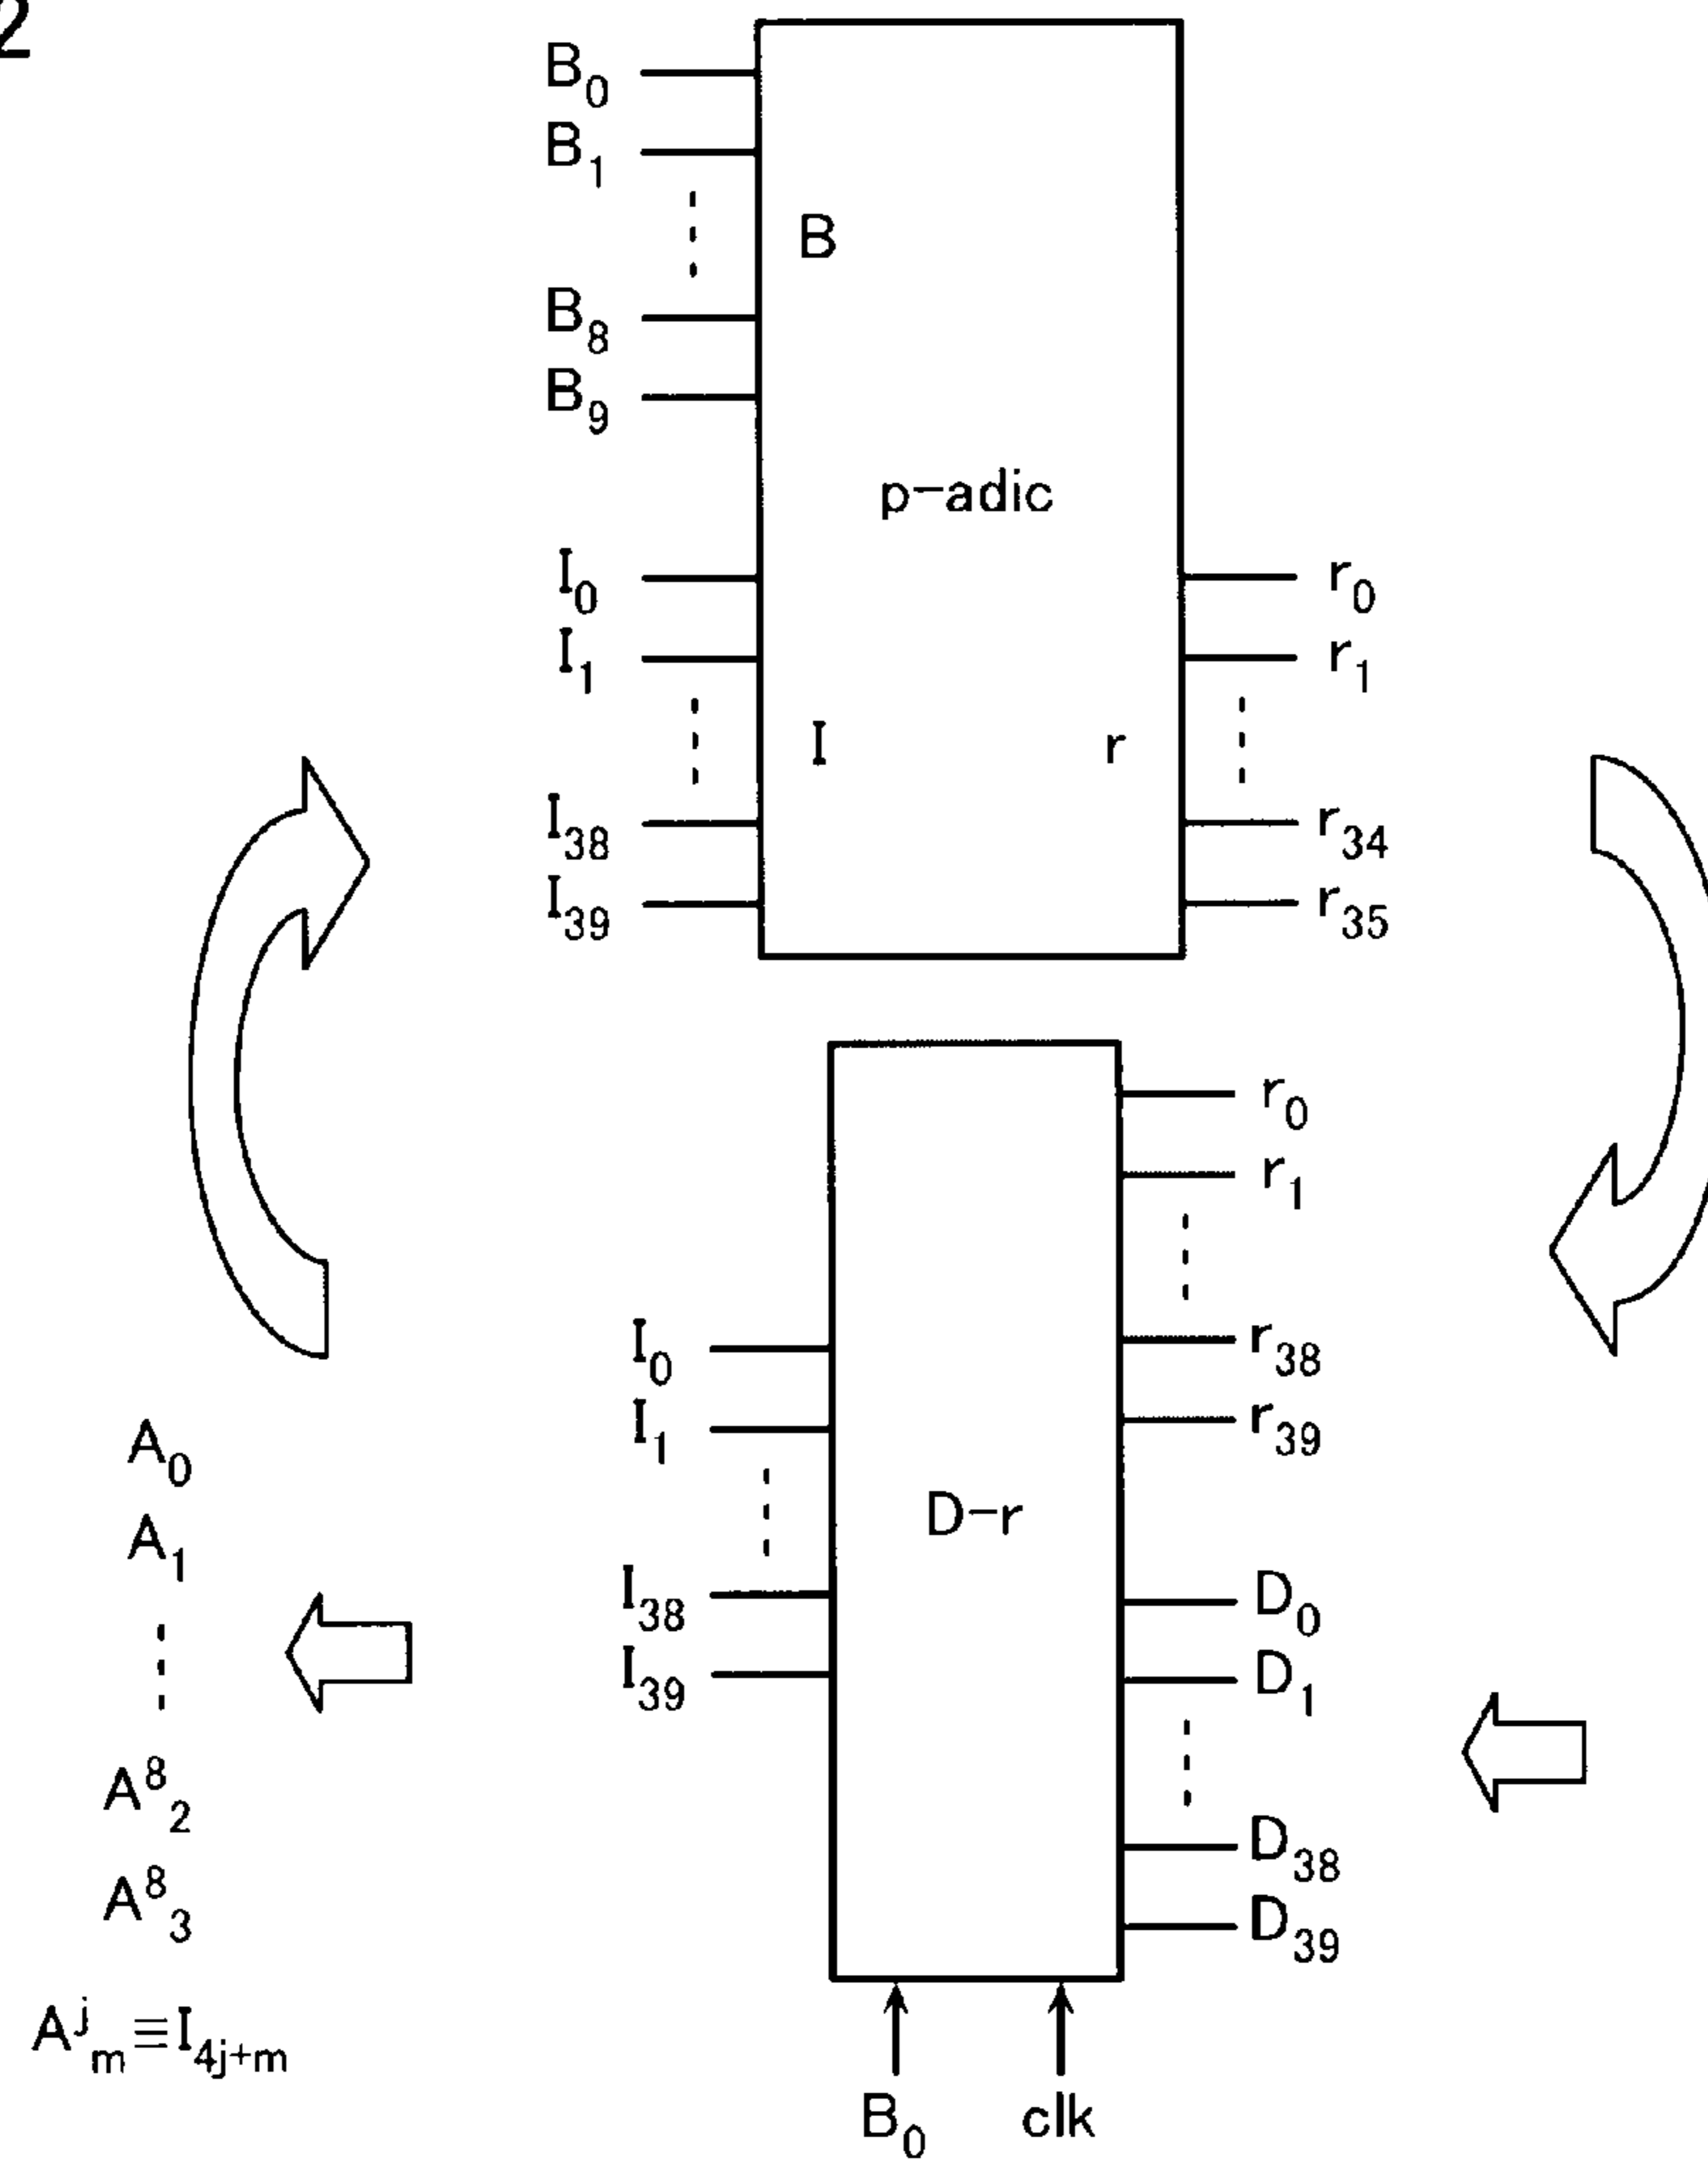 2
B₀
B₁
B
B₈
B₉
p-adic
I₀ r₀
I₁ r₁
I r
I₃₈ r₃₄
I₃₉ r₃₅
r₀
r₁
I₀ r₃₈
I₁ r₃₉
A₀
A₁
D-r
I₃₈ D₀
I₃₉ D₁
A⁸₂ D₃₈
A⁸₃ D₃₉
Aʲₘ≡I₄ⱼ₊ₘ
B₀ clk